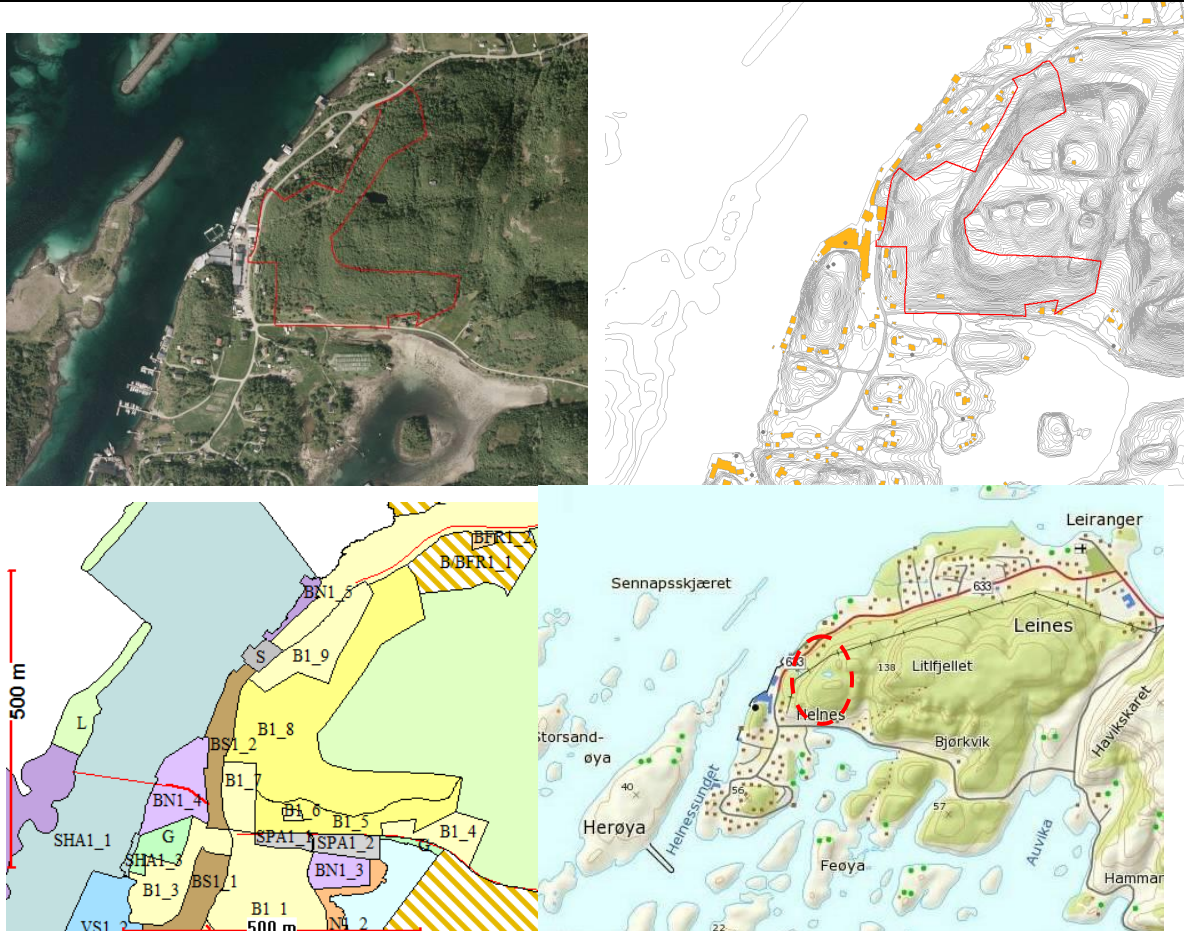 BFR1_2
B/BFR1_1
BN1_5
S
B1_9
500 m
L
B1_8
BS1_2
B1_7
BN1_4
B1_6
B1_5
SHA1_1
G
SPA1_1
SPA1_2
B1_4
G
SHA1_3
BN1_3
B1_3
BS1_1
B1_1
500 m
Leiranger
Sennapsskjæret
633
Leines
633
138
Litlfjellet
Helnes
Storsand-
øya
Bjørkvik
Havikskaret
40
56
57
Helnessundet
Herøya
Auvika
Feøya
Hammar
22